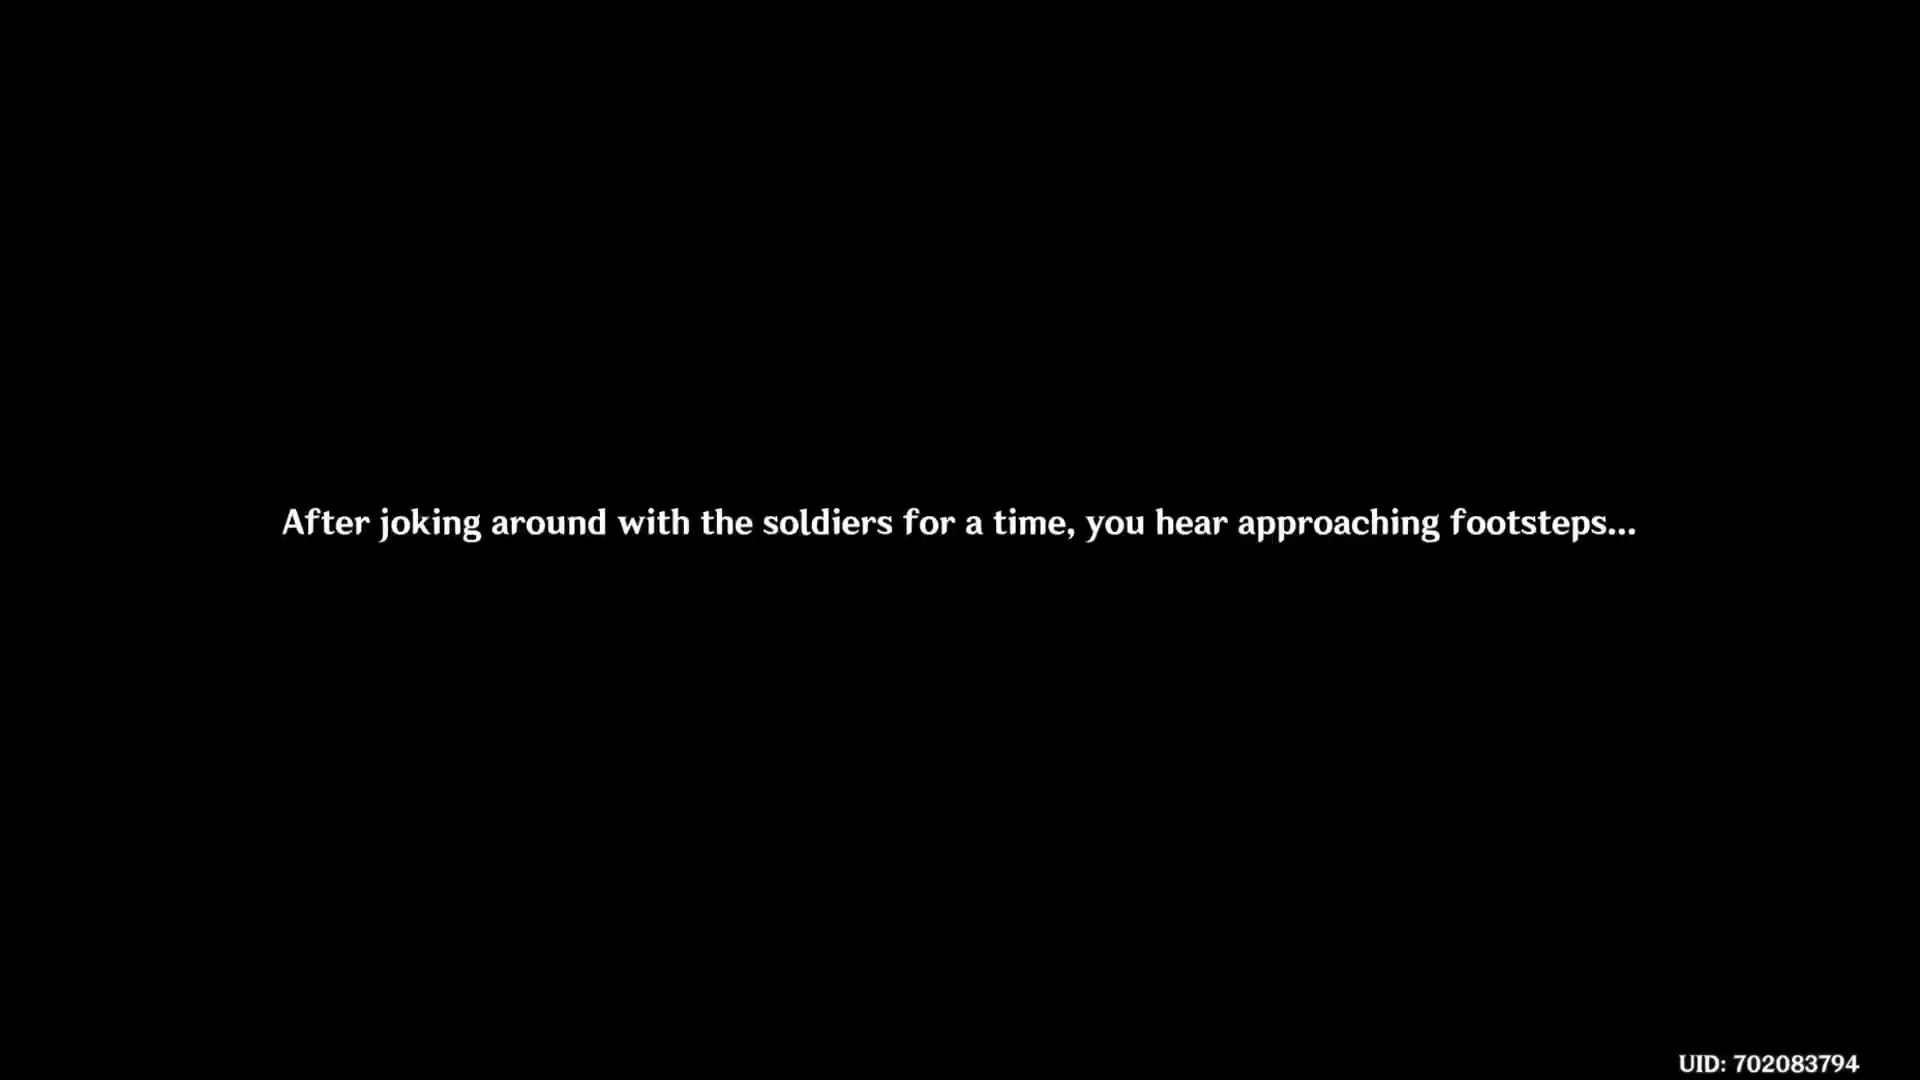 After joking around with the soldiers for a time, you hear approaching footsteps...
UID: 702083794